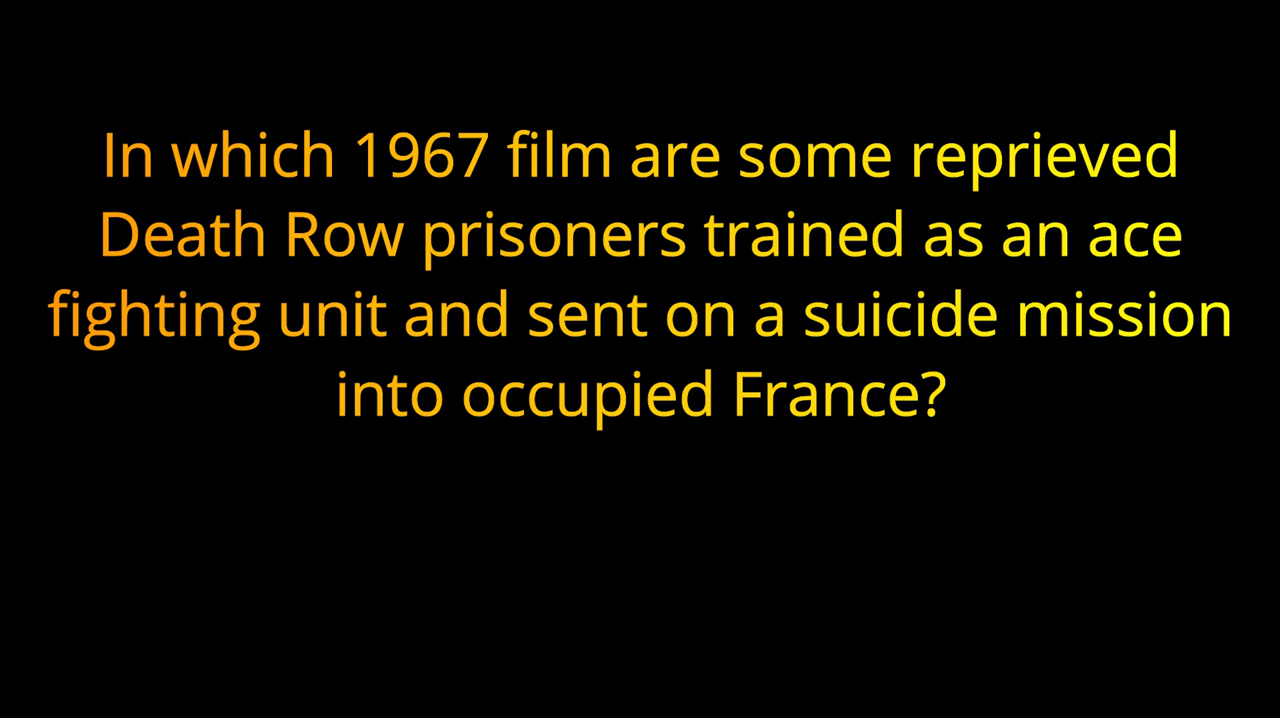 In which 1967 film are some reprieved
Death Row prisoners trained as an ace
fighting unit and sent on a suicide mission
into occupied France?